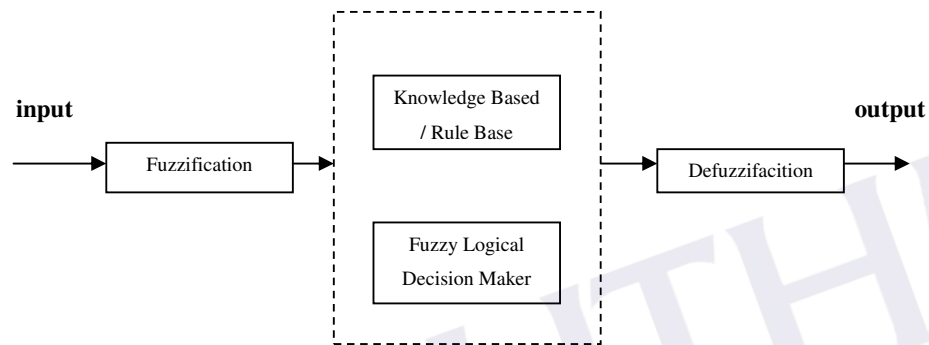 input
Fuzzification
Knowledge Based
/ Rule Base
Fuzzy Logical
Decision Maker
Defuzzifacition
output